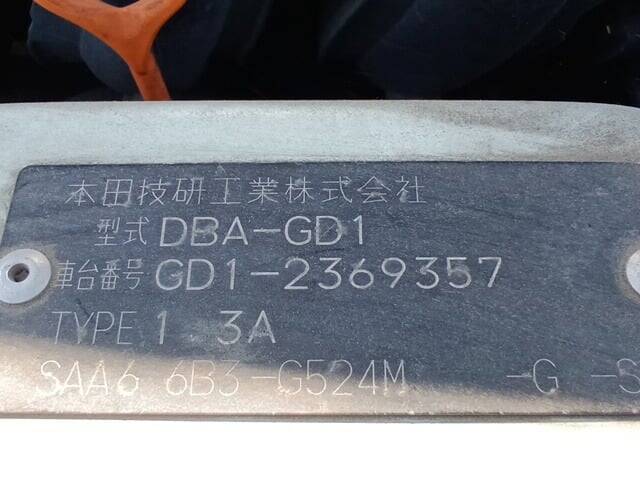 本田技研工業株式会社
型式 DBA-GD1
車台番号 GD1-2369357
TYPE 1 3A
SAA6 6B3-G524M -G -S